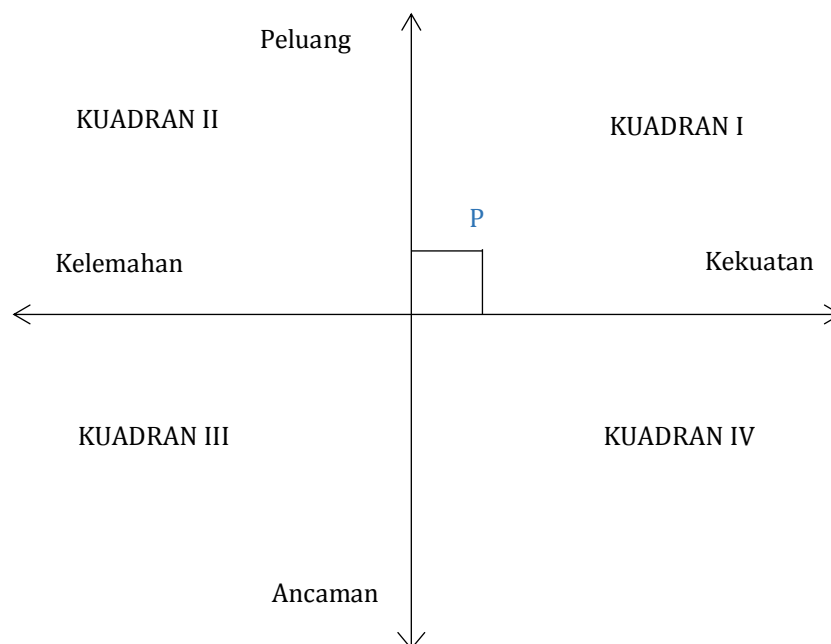 Peluang
KUADRAN II
KUADRAN I
P
Kelemahan
Kekuatan
KUADRAN III
KUADRAN IV
Ancaman